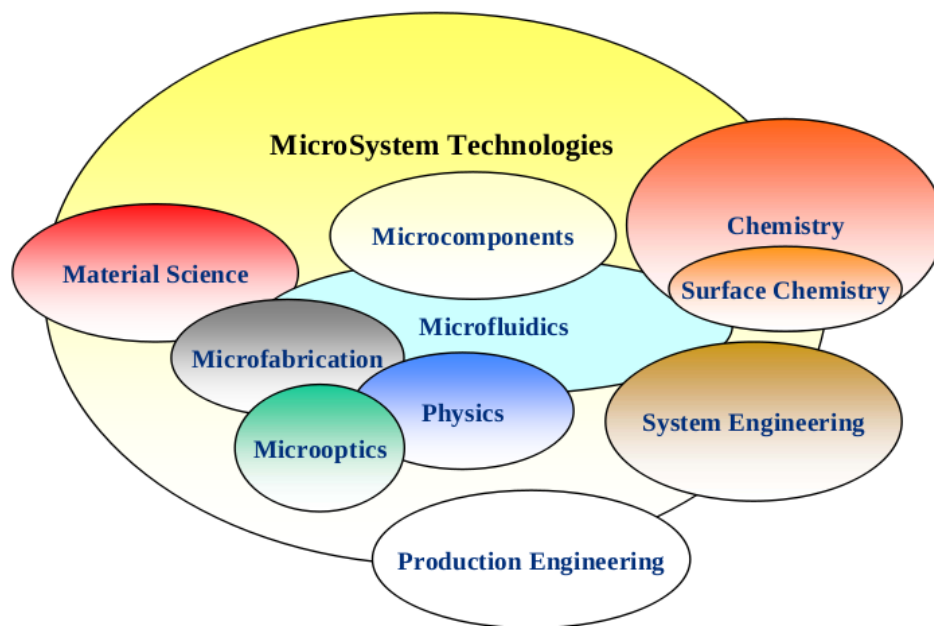 MicroSystem Technologies
Chemistry
Microcomponents
Material Science
Surface Chemistry
Microfluidics
Microfabrication
Physics
System Engineering
Microoptics
Production Engineering